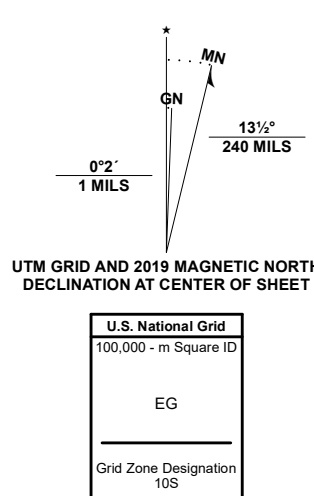 ★
MN
GN
13½°
240 MILS
0°2´
1 MILS
UTM GRID AND 2019 MAGNETIC NORTH
DECLINATION AT CENTER OF SHEET
U.S. National Grid
100,000 - m Square ID
EG
Grid Zone Designation
10S